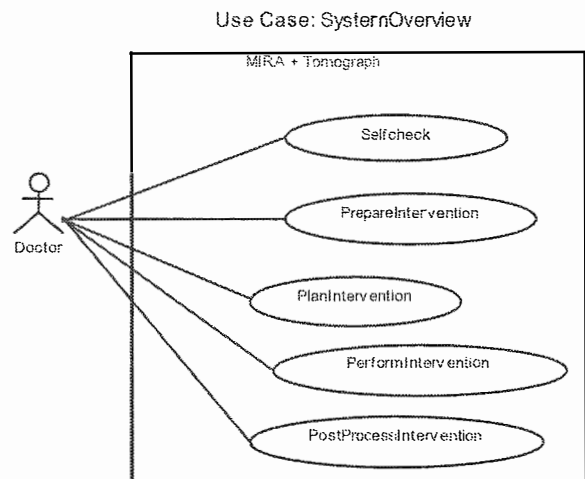 Use Case: SystemOverview
MIRA + Tomograph
Selfcheck
PrepareIntervention
Doctor
PlanIntervention
PerformIntervention
PostProcessIntervention